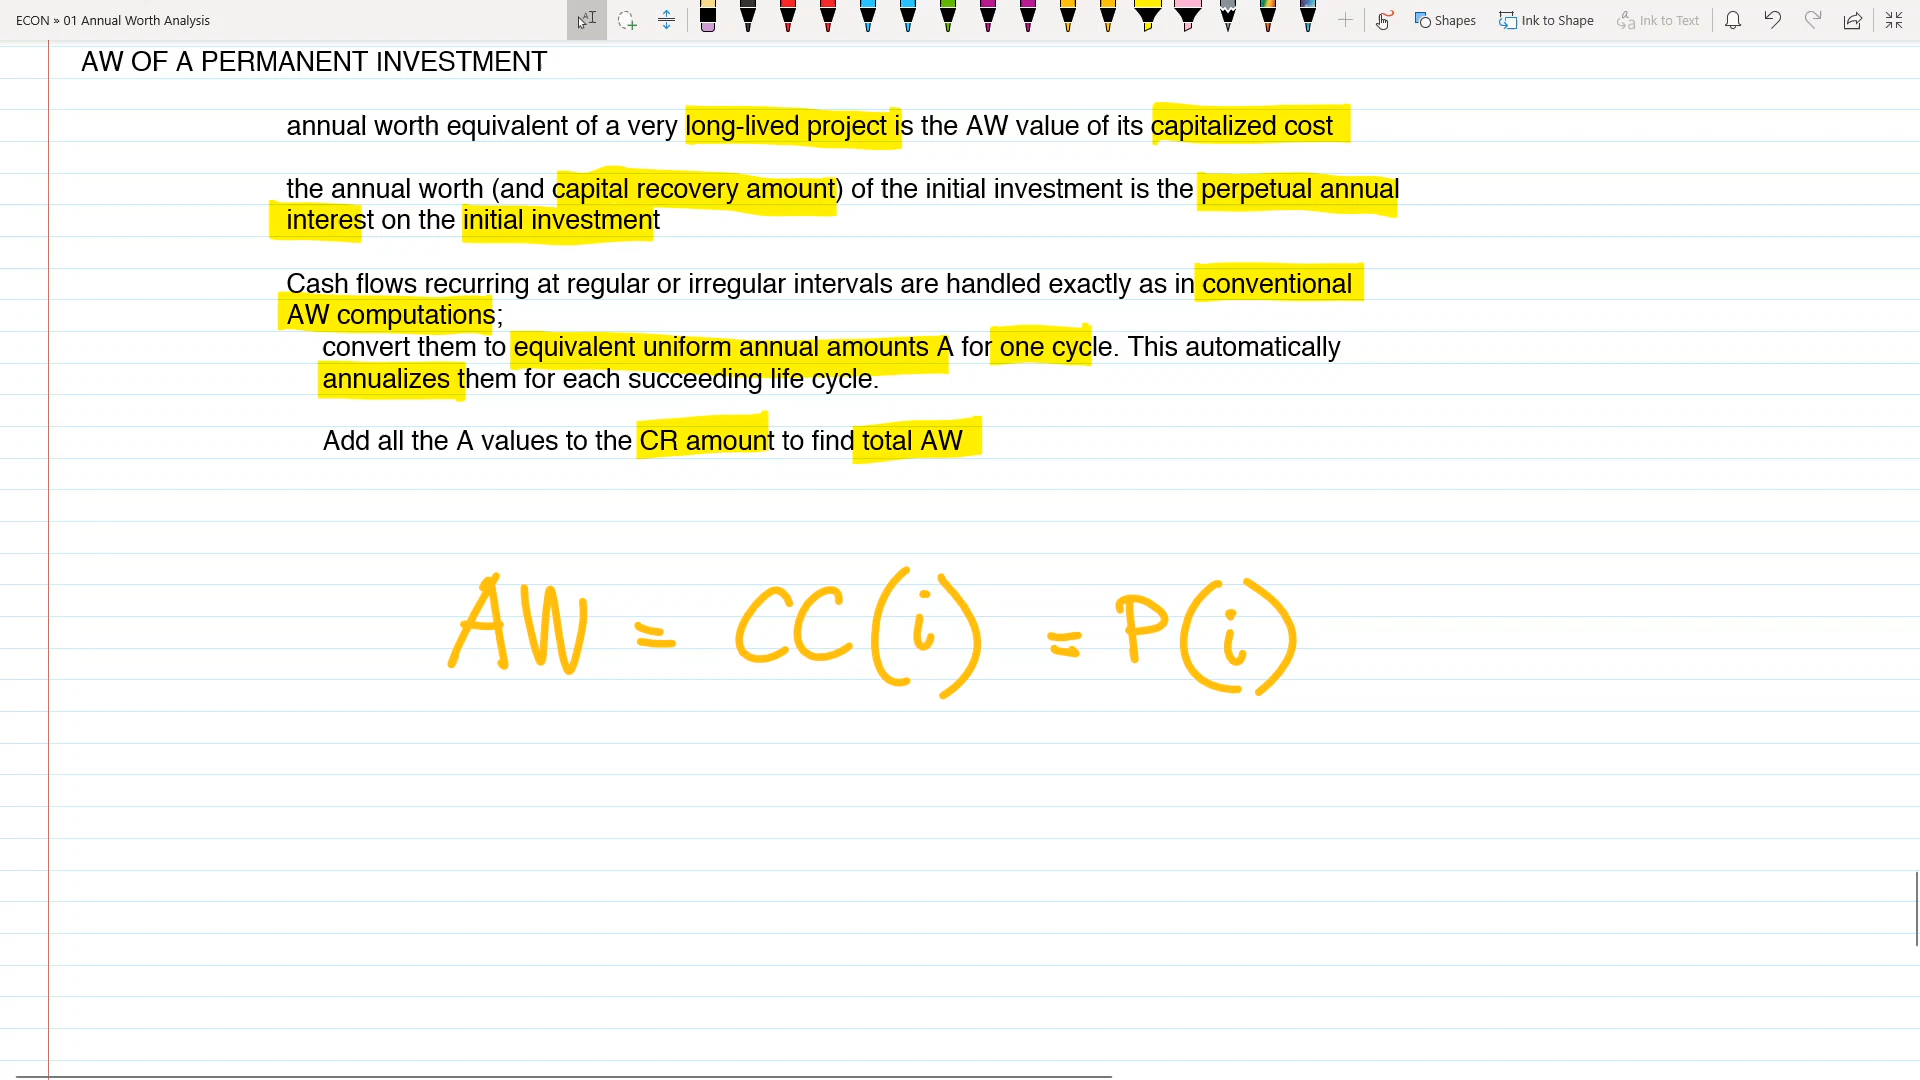 ECON » 01 Annual Worth Analysis
Shapes
Ink to Shape
Ink to Text
AW OF A PERMANENT INVESTMENT
annual worth equivalent of a very long-lived project is the AW value of its capitalized cost
the annual worth (and capital recovery amount) of the initial investment is the perpetual annual
interest on the initial investment
Cash flows recurring at regular or irregular intervals are handled exactly as in conventional
AW computations;
convert them to equivalent uniform annual amounts A for one cycle. This automatically
annualizes them for each succeeding life cycle.
Add all the A values to the CR amount to find total AW
AW = CC(i) = P(i)